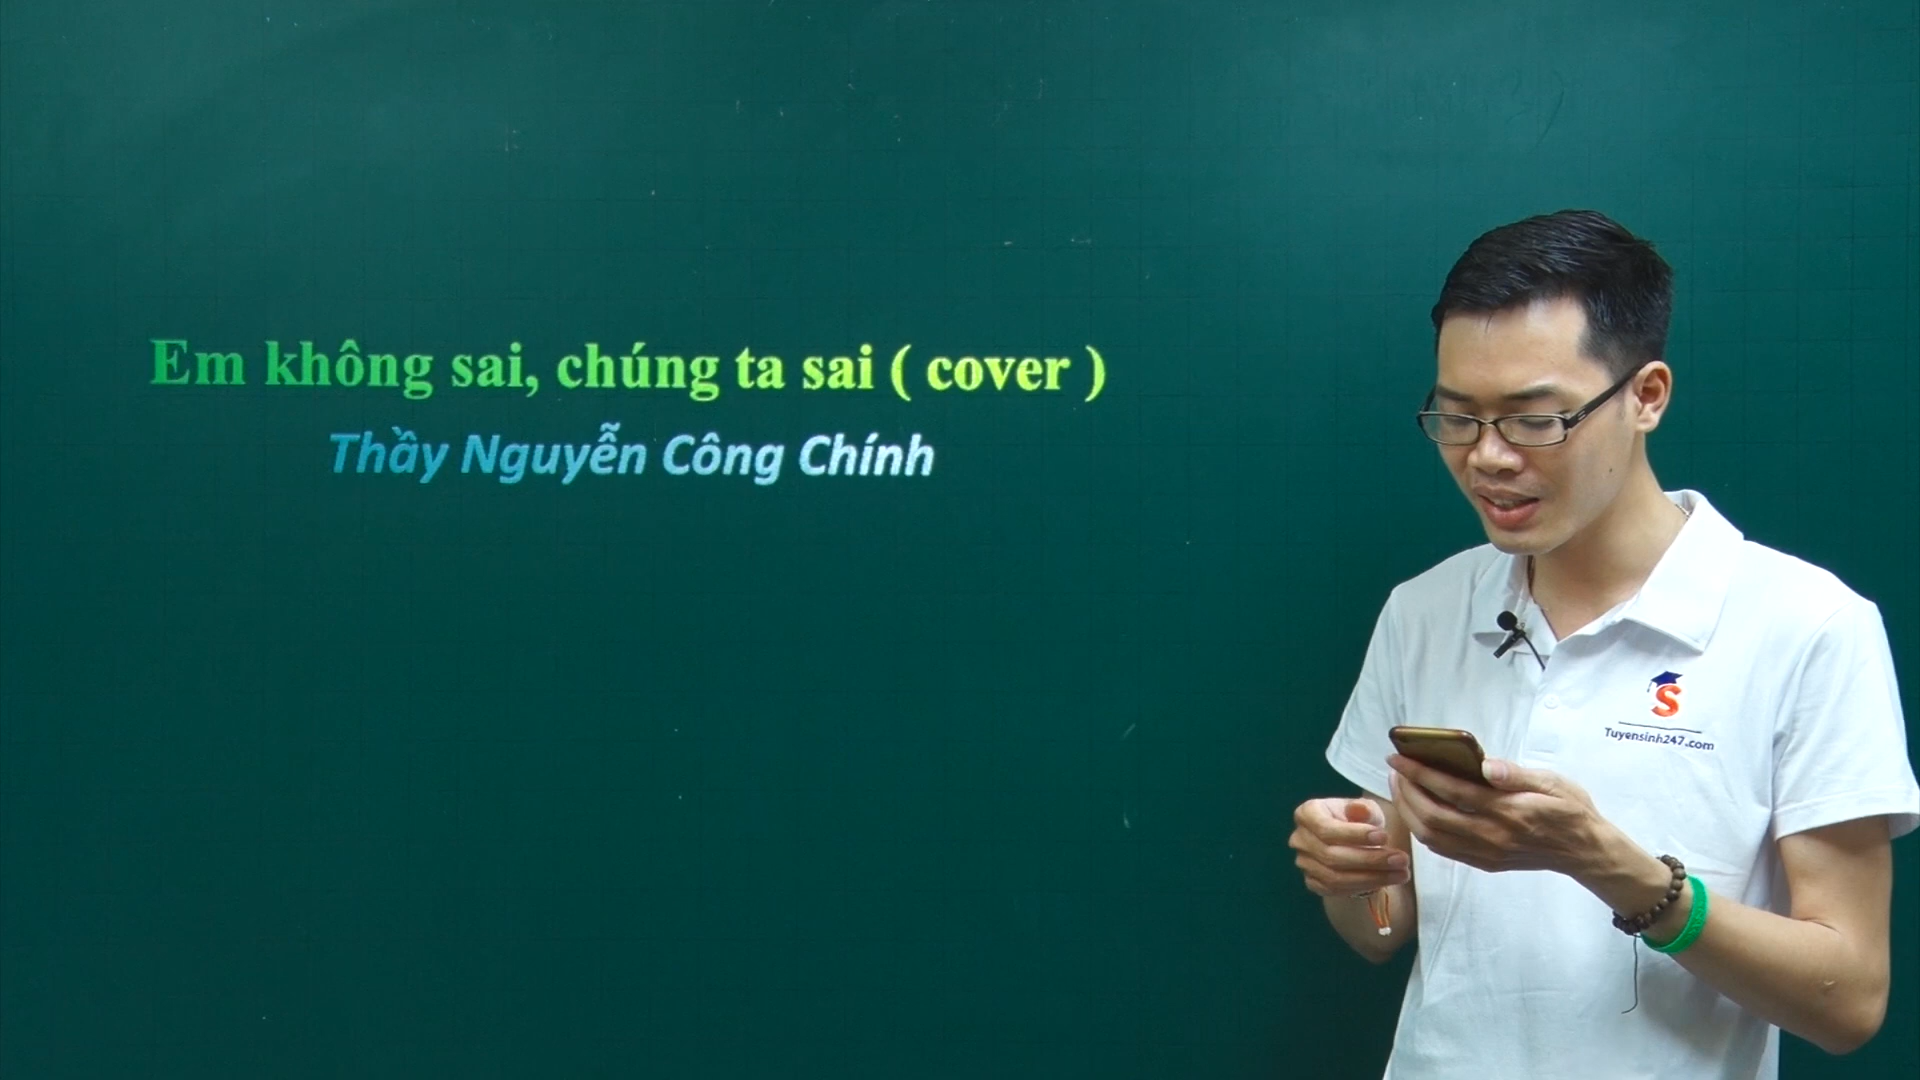 Em không sai, chúng ta sai ( cover )
Thầy Nguyễn Công Chính
S
Tuyensinh247.com